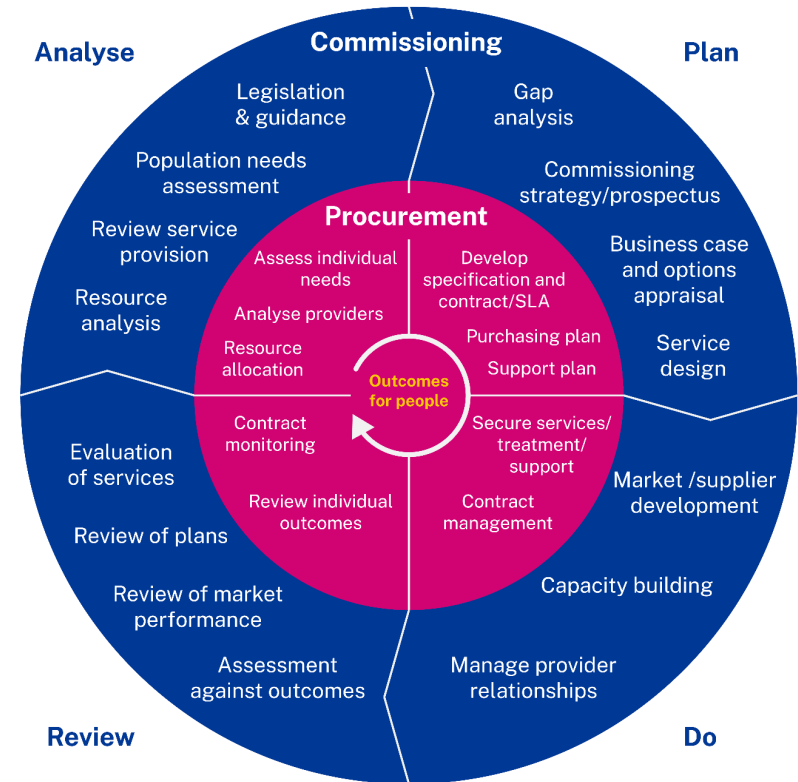 Analyse
Commissioning
Plan
Legislation
& guidance
Population needs
assessment
Review service
provision
Resource
analysis
Gap
analysis
Commissioning
strategy/prospectus
Business case
and options
appraisal
Service
design
Procurement
Assess individual
needs
Analyse providers
Resource
allocation
Develop
specification and
contract/SLA
Purchasing plan
Support plan
Outcomes
for people
Contract
monitoring
Review individual
outcomes
Secure services/
treatment/
support
Contract
management
Evaluation
of services
Review of plans
Review of market
performance
Assessment
against outcomes
Market /supplier
development
Capacity building
Manage provider
relationships
Review
Do